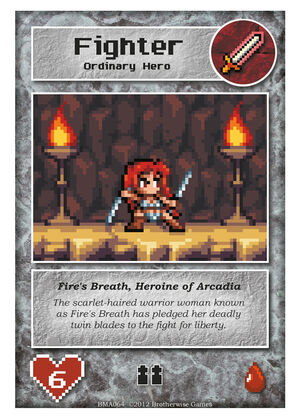 Fighter
Ordinary Hero
Fire's Breath, Heroine of Arcadia
The scarlet-haired warrior woman known
as Fire's Breath has pledged her deadly
twin blades to the fight for liberty.
6
BMA064 ©2012 Brotherwise Games